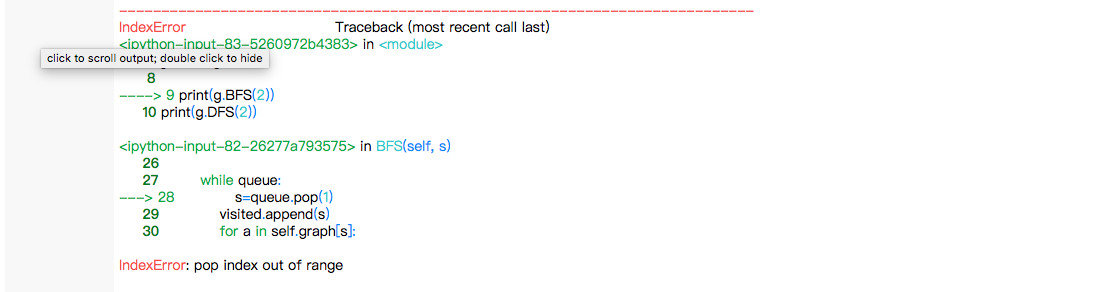 IndexError Traceback (most recent call last)
<ipython-input-83-5260972b4383> in <module>
click to scroll output; double click to hide
8
----> 9 print(g.BFS(2))
10 print(g.DFS(2))
<ipython-input-82-26277a793575> in BFS(self, s)
26
27 while queue:
---> 28 s=queue.pop(1)
29 visited.append(s)
30 for a in self.graph[s]:
IndexError: pop index out of range